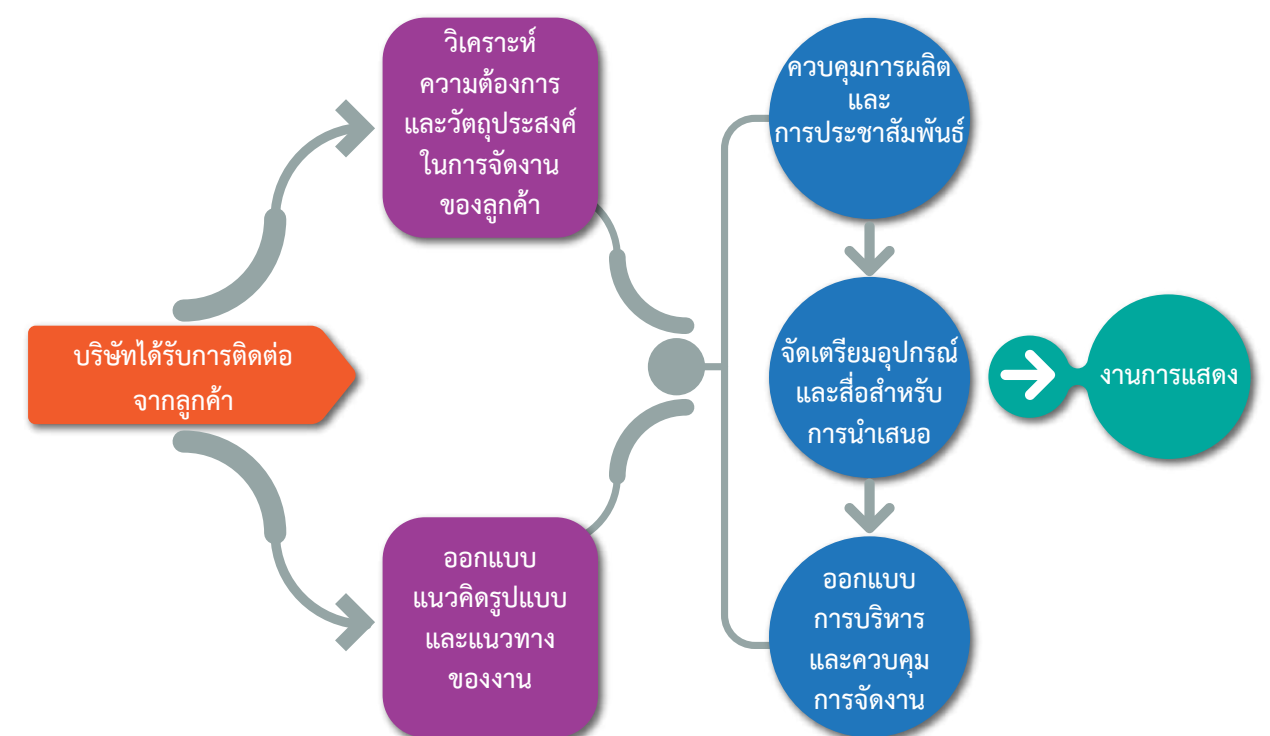 บริษัทได้รับการติดต่อ
จากลูกค้า
วิเคราะห์
ความต้องการ
และวัตถุประสงค์
ในการจัดงาน
ของลูกค้า
ออกแบบ
แนวคิดรูปแบบ
และแนวทาง
ของงาน
ควบคุมการผลิต
และ
การประชาสัมพันธ์
จัดเตรียมอุปกรณ์
และสื่อสำหรับ
การนำเสนอ
ออกแบบ
การบริหาร
และควบคุม
การจัดงาน
งานการแสดง